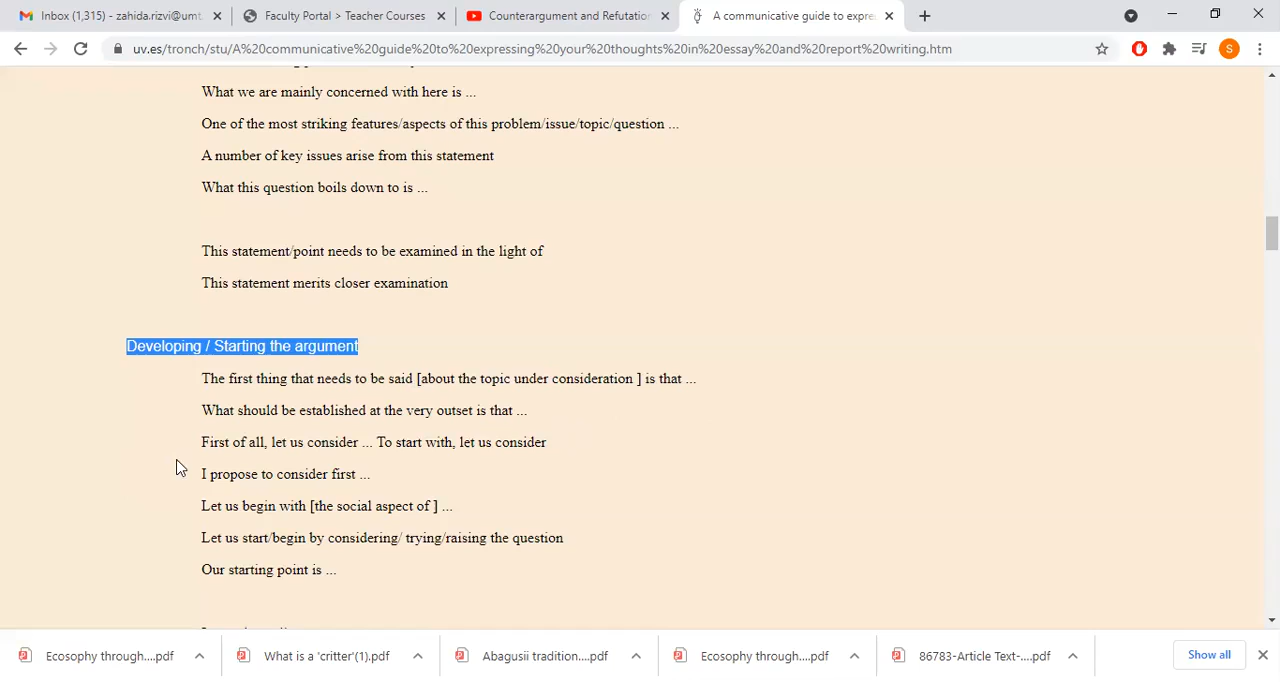 Inbox (1,315) - zahida.rizvi@umt.
Faculty Portal > Teacher Courses
Counterargument and Refutation
A communicative guide to expre
uv.es/tronch/stu/A%20communicative%20guide%20to%20expressing%20your%20thoughts%20in%20essay%20and%20report%20writing.htm
S
What we are mainly concerned with here is ...
One of the most striking features/aspects of this problem/issue/topic/question ...
A number of key issues arise from this statement
What this question boils down to is ...
This statement/point needs to be examined in the light of
This statement merits closer examination
Developing / Starting the argument
The first thing that needs to be said [about the topic under consideration ] is that ...
What should be established at the very outset is that ...
First of all, let us consider ... To start with, let us consider
I propose to consider first ...
Let us begin with [the social aspect of ] ...
Let us start/begin by considering/ trying/raising the question
Our starting point is ...
Ecosophy through....pdf
What is a 'critter'(1).pdf
Abagusii tradition....pdf
Ecosophy through....pdf
86783-Article Text-....pdf
Show all